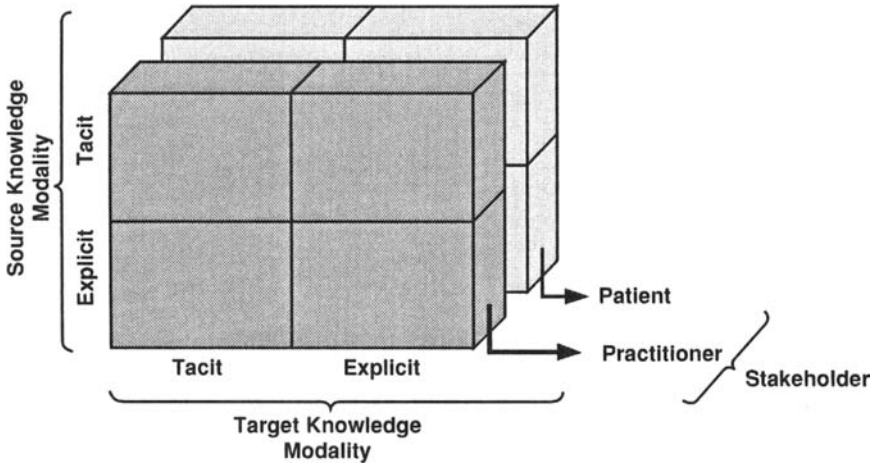 Source Knowledge
Modality
Tacit
Explicit
Patient
Practitioner
Stakeholder
Tacit Explicit
Target Knowledge
Modality